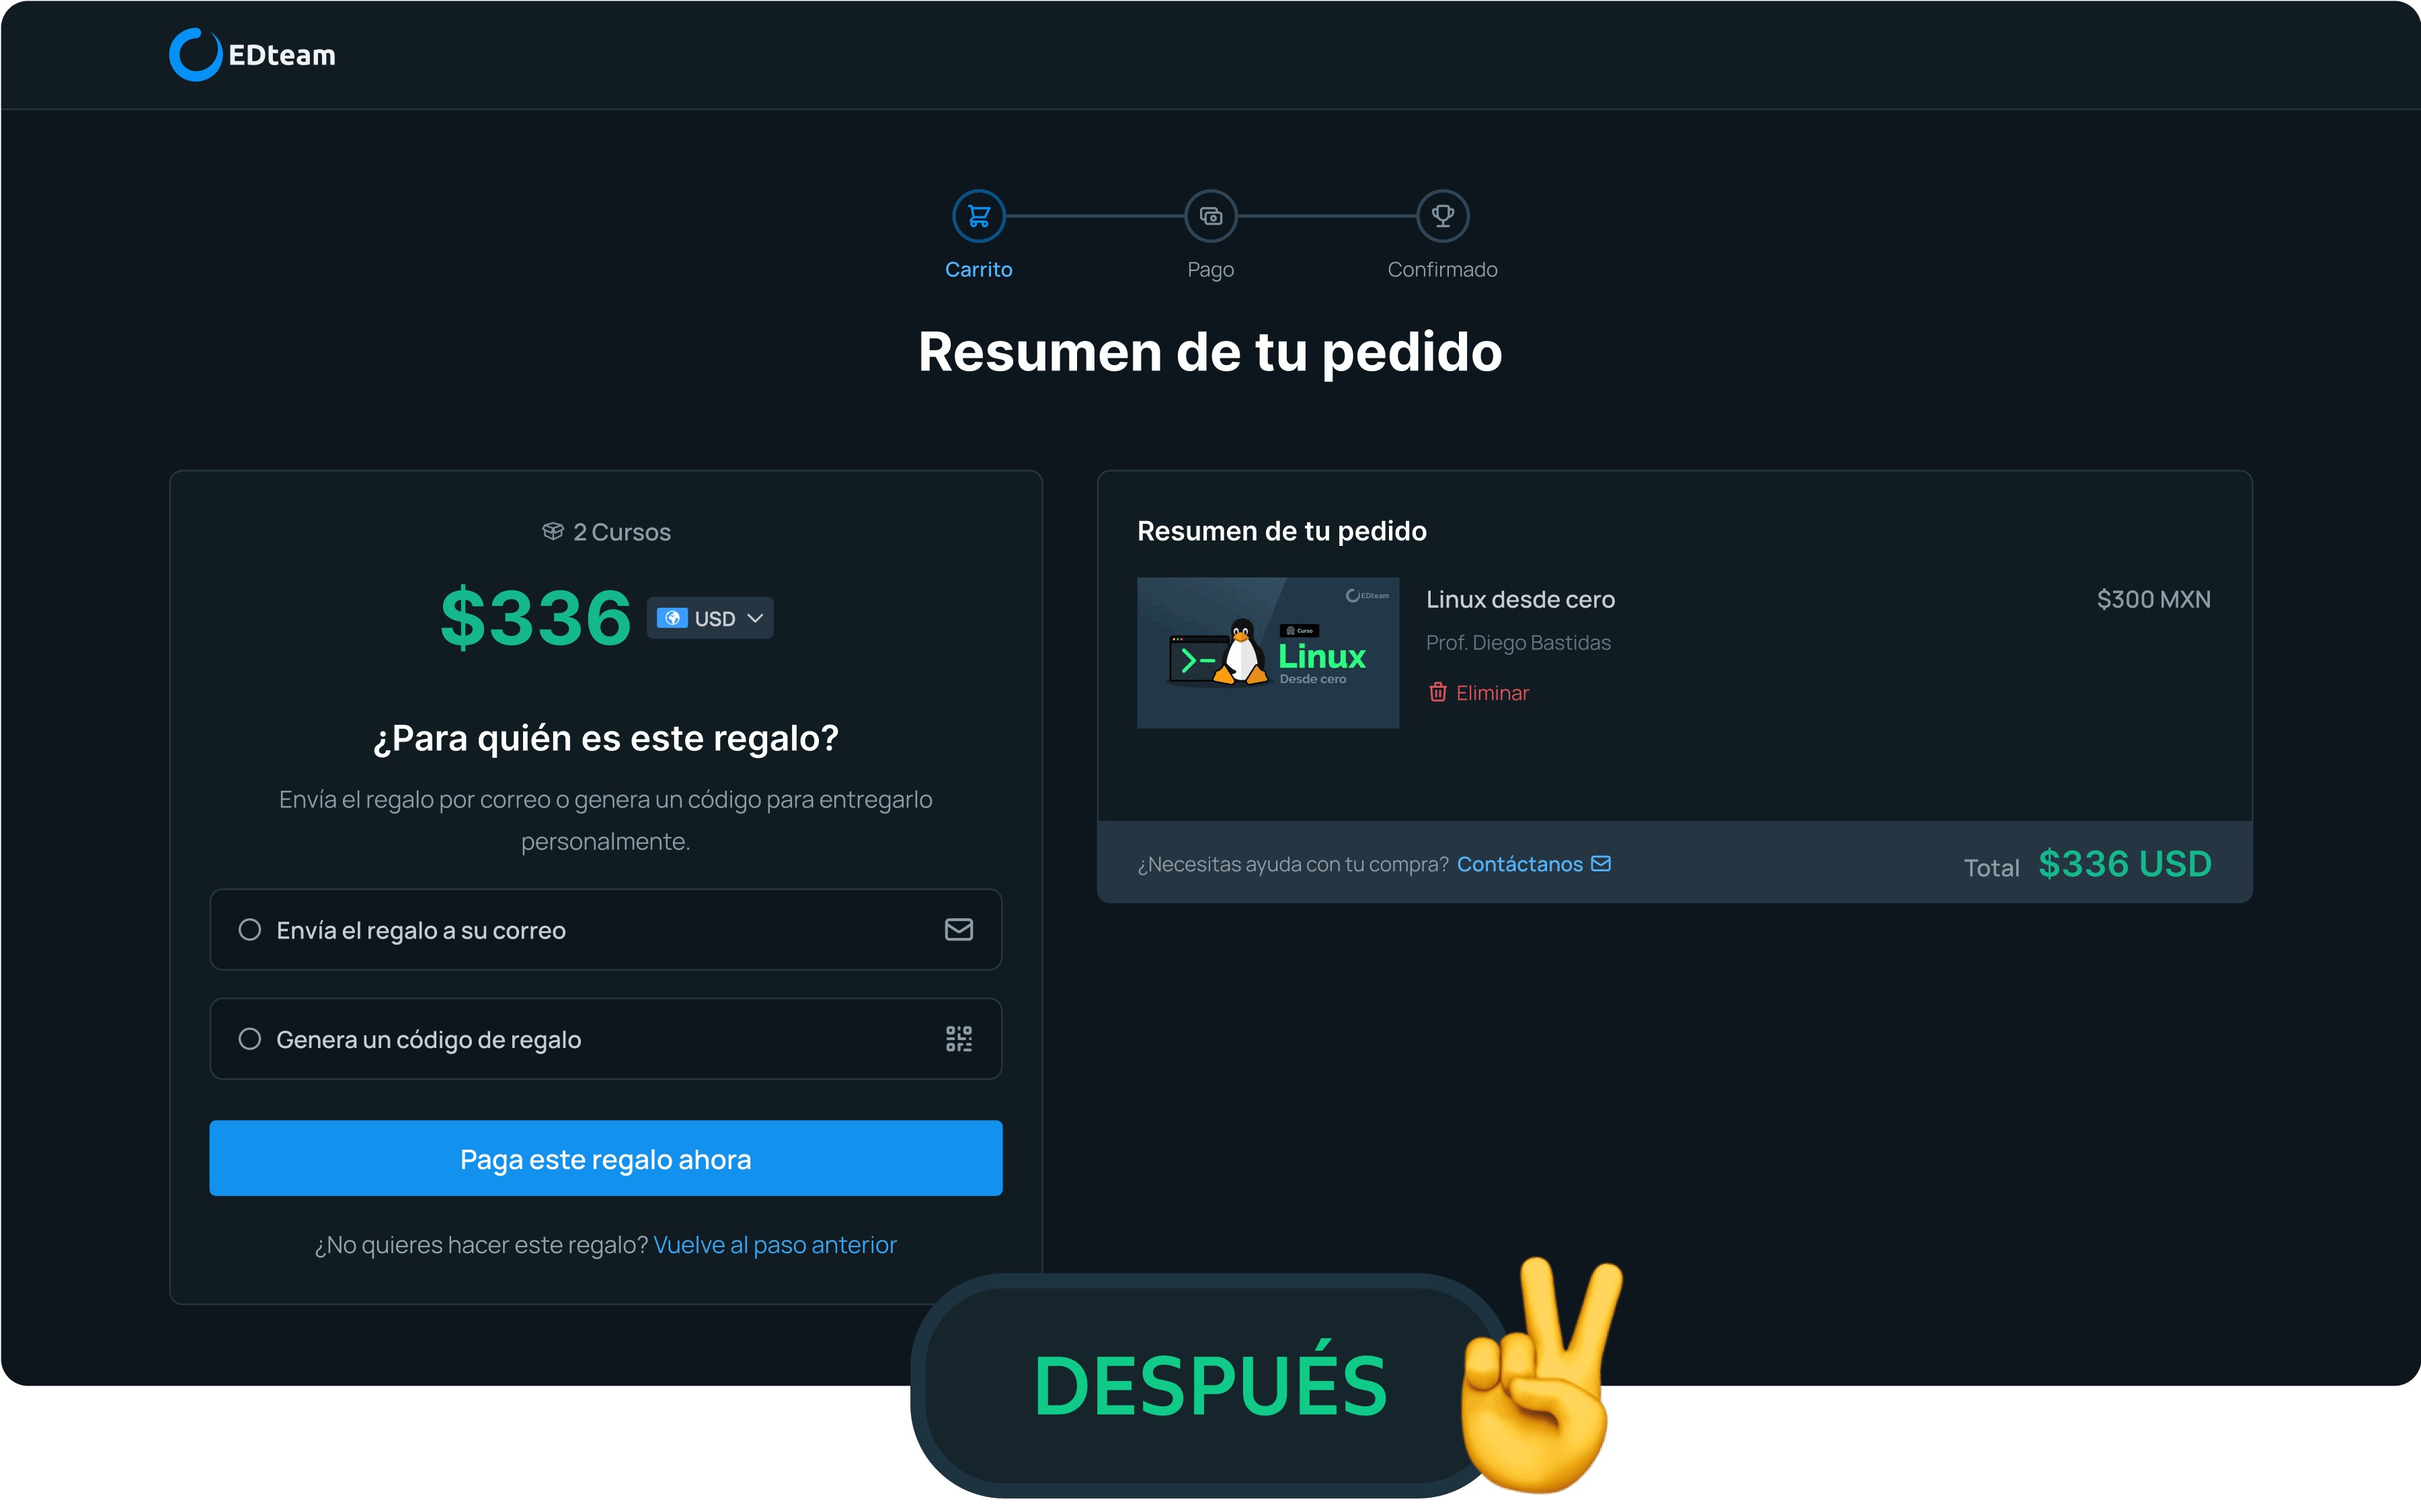 EDteam
Carrito
Pago
Confirmado
Resumen de tu pedido
2 Cursos
$336
USD
¿Para quién es este regalo?
Envía el regalo por correo o genera un código para entregarlo
personalmente.
Envía el regalo a su correo
Genera un código de regalo
Paga este regalo ahora
¿No quieres hacer este regalo? Vuelve al paso anterior
Resumen de tu pedido
EDteam
Curso
Linux
Desde cero
Linux desde cero
$300 MXN
Prof. Diego Bastidas
Eliminar
¿Necesitas ayuda con tu compra? Contáctanos
Total $336 USD
DESPUÉS